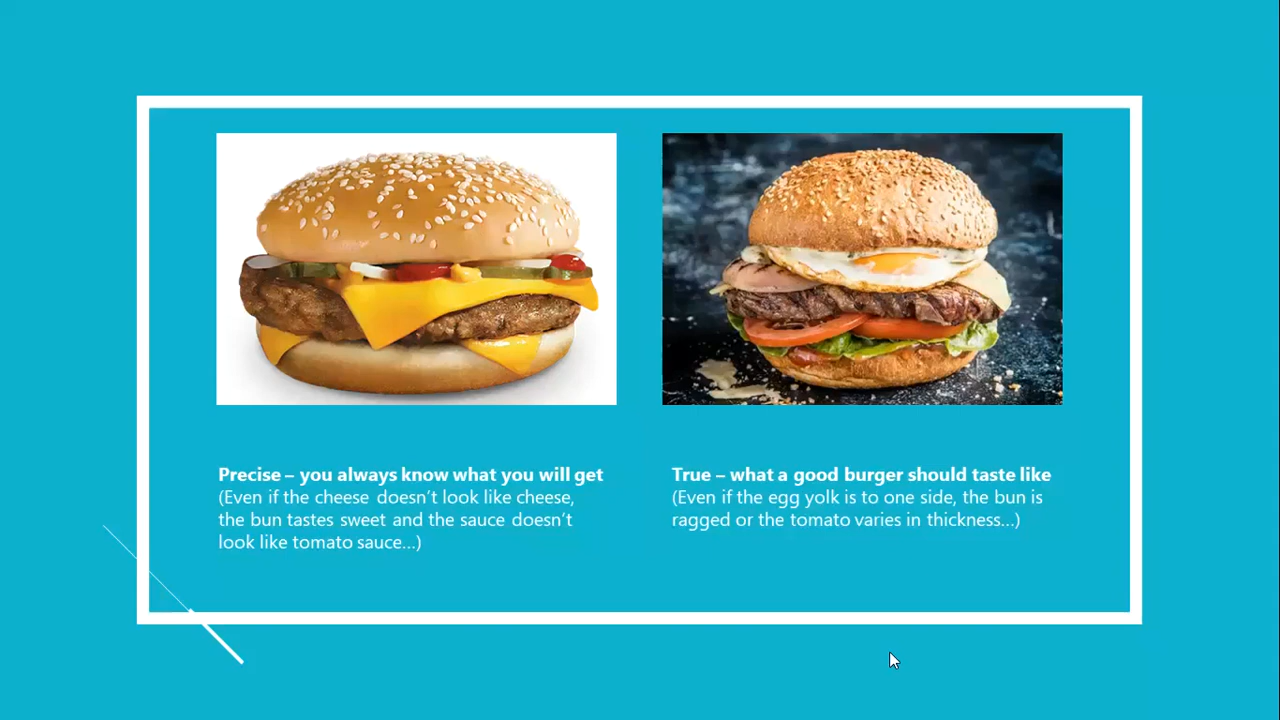 Precise – you always know what you will get
(Even if the cheese doesn’t look like cheese,
the bun tastes sweet and the sauce doesn’t
look like tomato sauce…)
True – what a good burger should taste like
(Even if the egg yolk is to one side, the bun is
ragged or the tomato varies in thickness…)